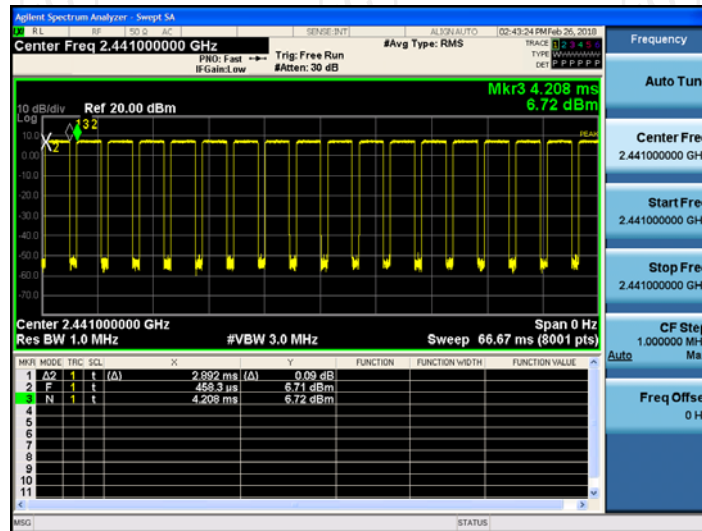 Agilent Spectrum Analyzer - Swept SA
RL RF 50 Ω AC SENSE:INT ALIGNAUTO 02:43:24 PM Feb 26, 2018
Center Freq 2.441000000 GHz #Avg Type: RMS TRACE 1 2 3 4 5 6
PNO: Fast Trig: Free Run TYPE WWWWWW
IFGain:Low #Atten: 30 dB DET P P P P P P
Mkr3 4.208 ms
6.72 dBm
10 dB/div Ref 20.00 dBm
Log
10.0
0.00
-10.0
-20.0
-30.0
-40.0
-50.0
-60.0
-70.0
1 3 2
2
PEAK
Center 2.441000000 GHz Span 0 Hz
Res BW 1.0 MHz #VBW 3.0 MHz Sweep 66.67 ms (8001 pts)
MKR MODE TRC SCL X Y FUNCTION FUNCTION WIDTH FUNCTION VALUE
1 Δ2 1 t (Δ) 2.892 ms (Δ) 0.09 dB
2 F 1 t 458.3 µs 6.71 dBm
3 N 1 t 4.208 ms 6.72 dBm
4
5
6
7
8
9
10
11
MSG STATUS
Frequency
Auto Tun
Center Fre
2.441000000 GH
Start Fre
2.441000000 GH
Stop Fre
2.441000000 GH
CF Ste
1.000000 MH
Auto Ma
Freq Offse
0 H